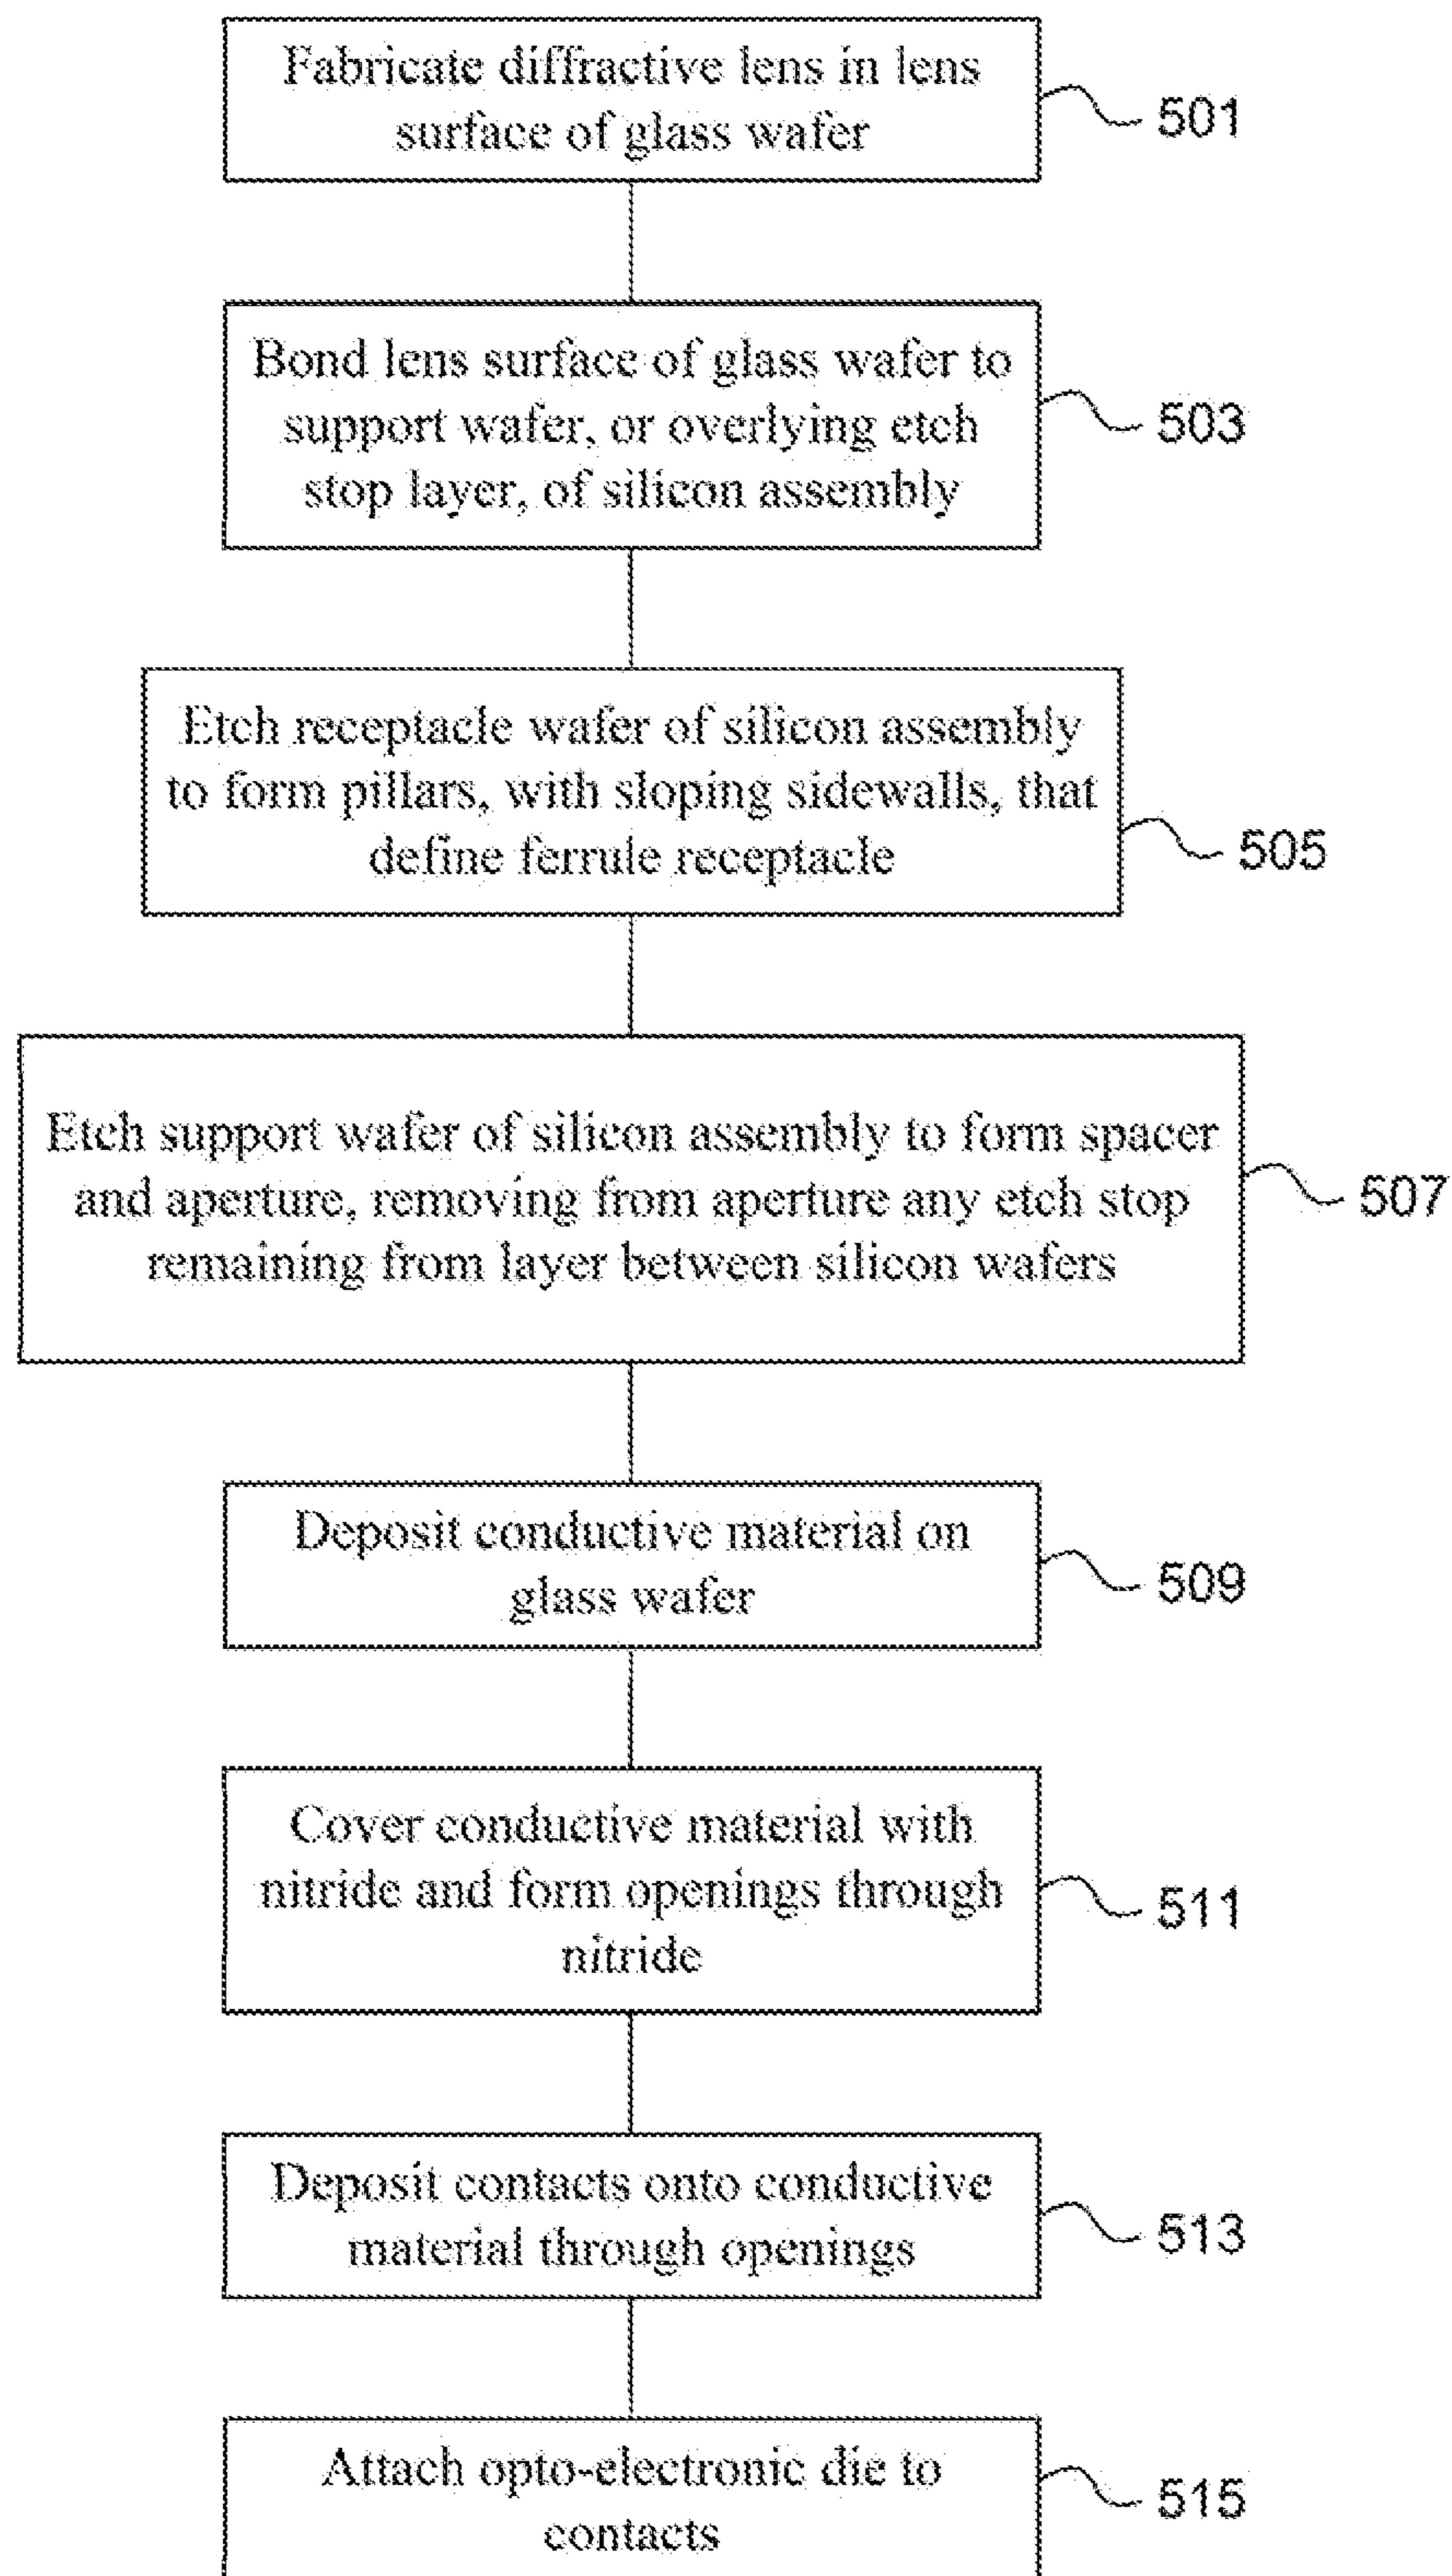 Fabricate diffractive lens in lens
surface of glass wafer
501
Bond lens surface of glass wafer to
support wafer, or overlying etch
stop layer, of silicon assembly
503
Etch receptacle wafer of silicon assembly
to form pillars, with sloping sidewalls, that
define ferrule receptacle
505
Etch support wafer of silicon assembly to form spacer
and aperture, removing from aperture any etch stop
remaining from layer between silicon wafers
507
Deposit conductive material on
glass wafer
509
Cover conductive material with
nitride and form openings through
nitride
511
Deposit contacts onto conductive
material through openings
513
Attach opto-electronic die to
contacts
515